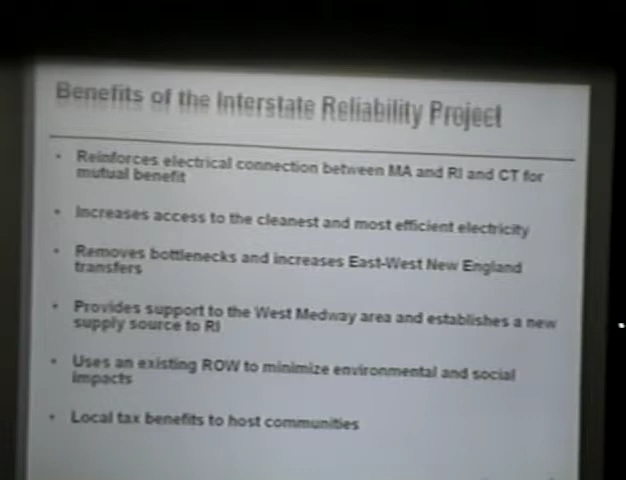 Benefits of the Interstate Reliability Project
• Reinforces electrical connection between MA and RI and CT for
mutual benefit
• Increases access to the cleanest and most efficient electricity
• Removes bottlenecks and increases East-West New England
transfers
• Provides support to the West Medway area and establishes a new
supply source to RI
• Uses an existing ROW to minimize environmental and social
impacts
• Local tax benefits to host communities